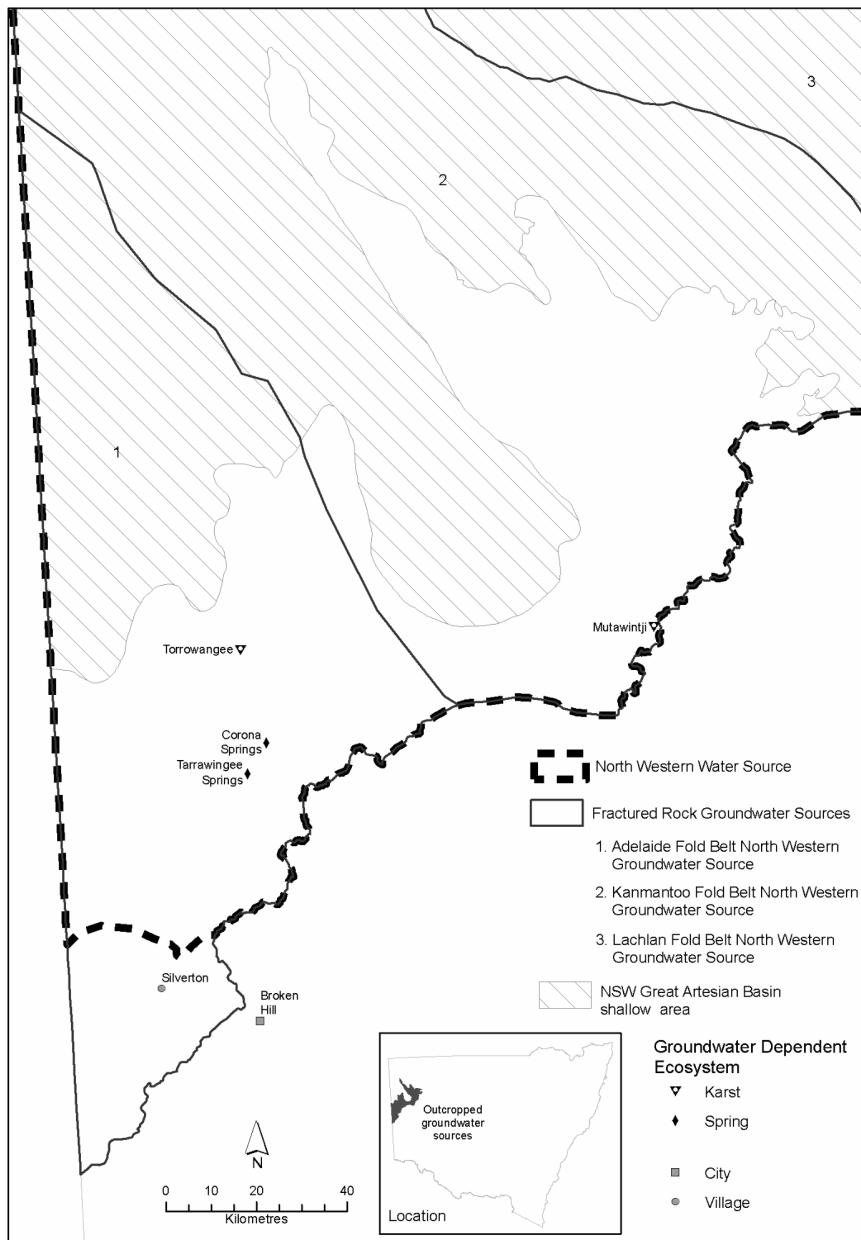 3
2
1
Mutawintji
Torrowangee
Corona
Springs
Tarrawingee
Springs
North Western Water Source
Fractured Rock Groundwater Sources
1. Adelaide Fold Belt North Western
Groundwater Source
2. Kanmantoo Fold Belt North Western
Groundwater Source
3. Lachlan Fold Belt North Western
Groundwater Source
NSW Great Artesian Basin
shallow area
Silverton
Broken
Hill
Groundwater Dependent
Ecosystem
Karst
Spring
City
Village
Outcropped
groundwater
sources
Location
N
0 10 20 40
Kilometres